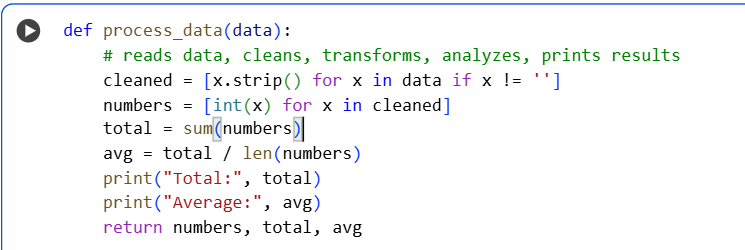 def process_data(data):
    # reads data, cleans, transforms, analyzes, prints results
    cleaned = [x.strip() for x in data if x != '']
    numbers = [int(x) for x in cleaned]
    total = sum(numbers)
    avg = total / len(numbers)
    print("Total:", total)
    print("Average:", avg)
    return numbers, total, avg